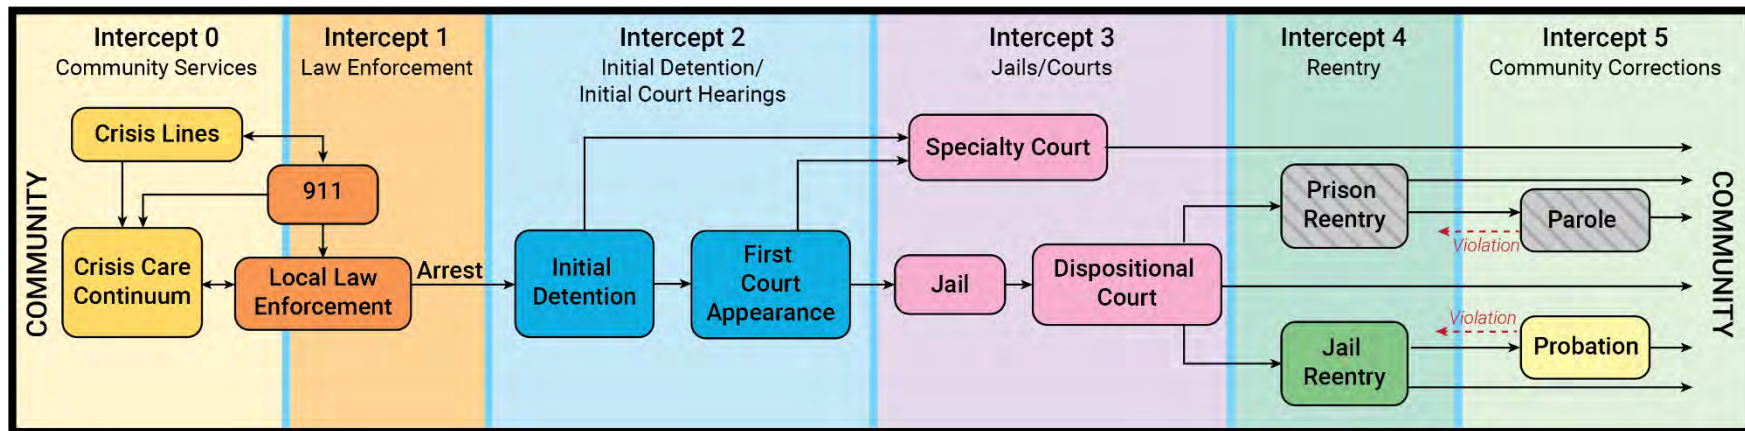 Intercept 0
Community Services
Intercept 1
Law Enforcement
Intercept 2
Initial Detention/
Initial Court Hearings
Intercept 3
Jails/Courts
Intercept 4
Reentry
Intercept 5
Community Corrections
COMMUNITY
Crisis Lines
911
Crisis Care
Continuum
Local Law
Enforcement
Arrest
Initial
Detention
First
Court
Appearance
Specialty Court
Jail
Dispositional
Court
Prison
Reentry
Violation
Parole
Jail
Reentry
Violation
Probation
COMMUNITY